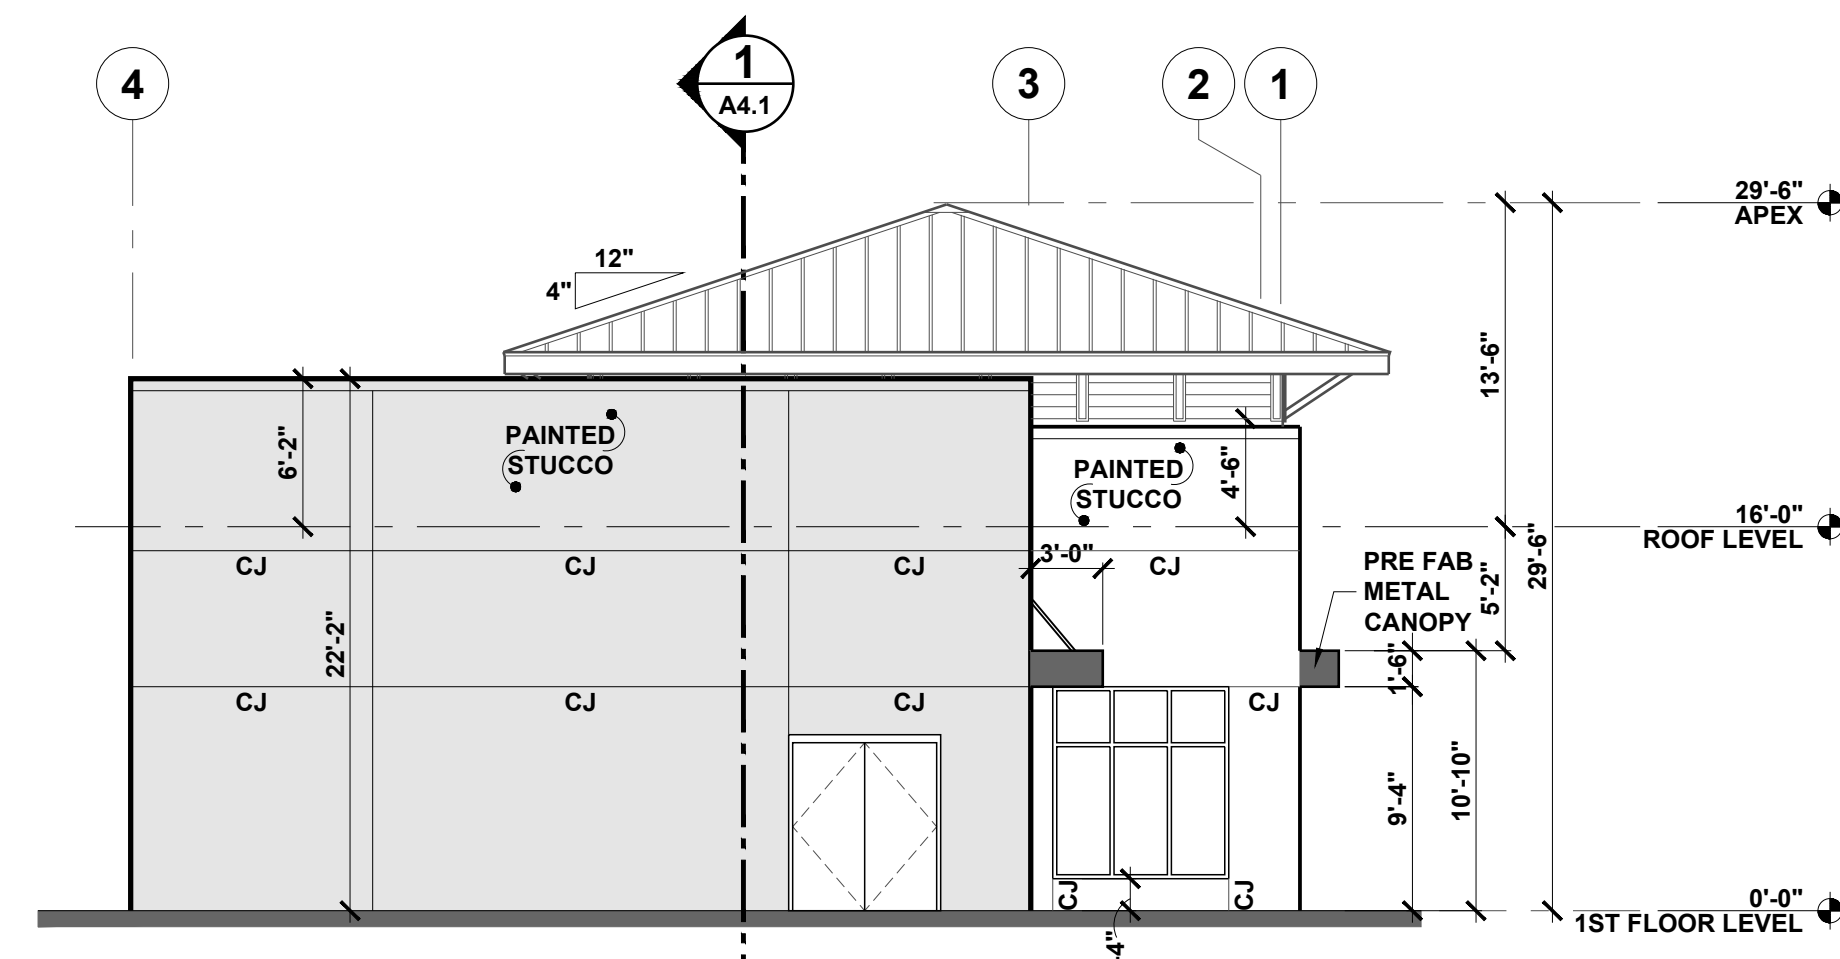 4
1
A4.1
3
2
1
29'-6"
APEX
12"
4"
13'-6"
6'-2"
PAINTED
STUCCO
PAINTED
STUCCO
4'-6"
16'-0"
ROOF LEVEL
CJ
CJ
CJ
3'-0"
CJ
PRE FAB
METAL
CANOPY
5'-2"
29'-6"
22'-2"
1'-6"
CJ
CJ
CJ
CJ
9'-4"
10'-10"
CJ
CJ
0'-0"
1ST FLOOR LEVEL